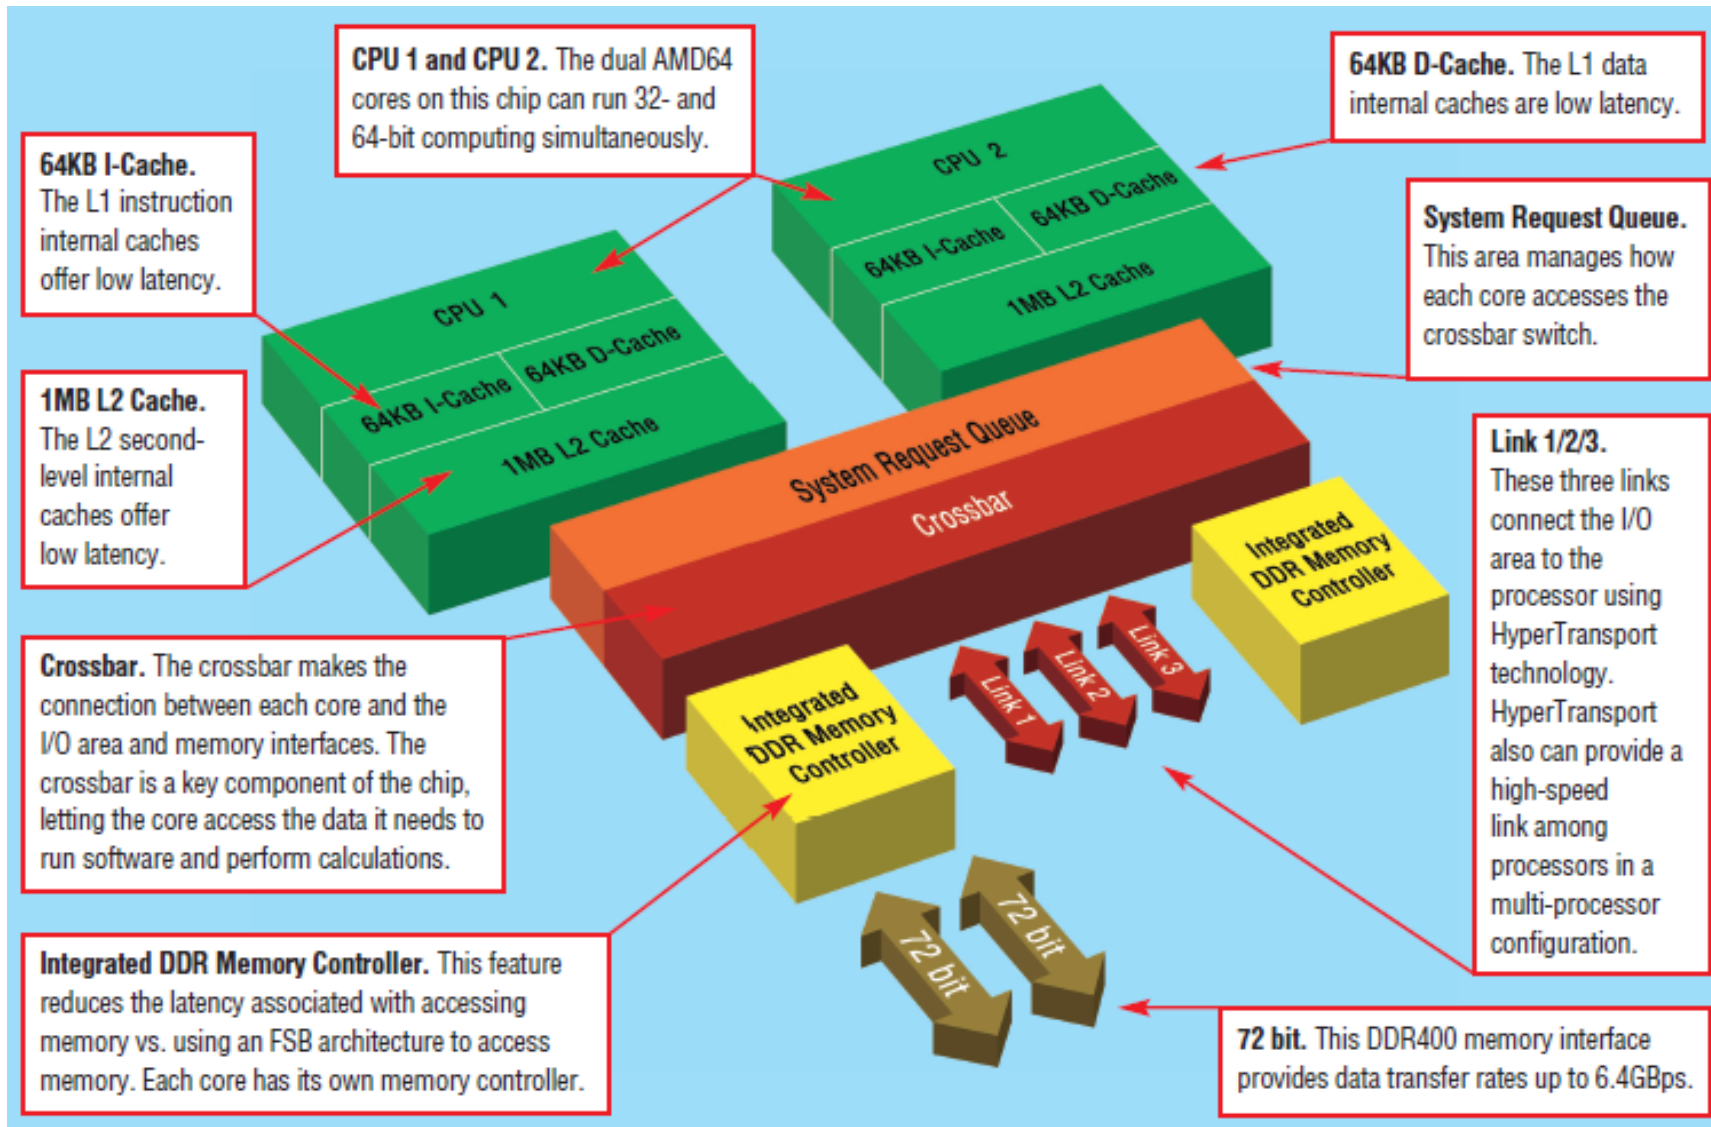 CPU 1 and CPU 2. The dual AMD64
cores on this chip can run 32- and
64-bit computing simultaneously.
64KB D-Cache. The L1 data
internal caches are low latency.
64KB I-Cache.
The L1 instruction
internal caches
offer low latency.
System Request Queue.
This area manages how
each core accesses the
crossbar switch.
CPU 2
64KB I-Cache
64KB D-Cache
1MB L2 Cache
CPU 1
64KB I-Cache
64KB D-Cache
1MB L2 Cache
1MB L2 Cache.
The L2 second-
level internal
caches offer
low latency.
System Request Queue
Crossbar
Link 1/2/3.
These three links
connect the I/O
area to the
processor using
HyperTransport
technology.
HyperTransport
also can provide a
high-speed
link among
processors in a
multi-processor
configuration.
Integrated
DDR Memory
Controller
Link 1
Link 2
Link 3
Crossbar. The crossbar makes the
connection between each core and the
I/O area and memory interfaces. The
crossbar is a key component of the chip,
letting the core access the data it needs to
run software and perform calculations.
Integrated
DDR Memory
Controller
72 bit
72 bit
Integrated DDR Memory Controller. This feature
reduces the latency associated with accessing
memory vs. using an FSB architecture to access
memory. Each core has its own memory controller.
72 bit. This DDR400 memory interface
provides data transfer rates up to 6.4GBps.